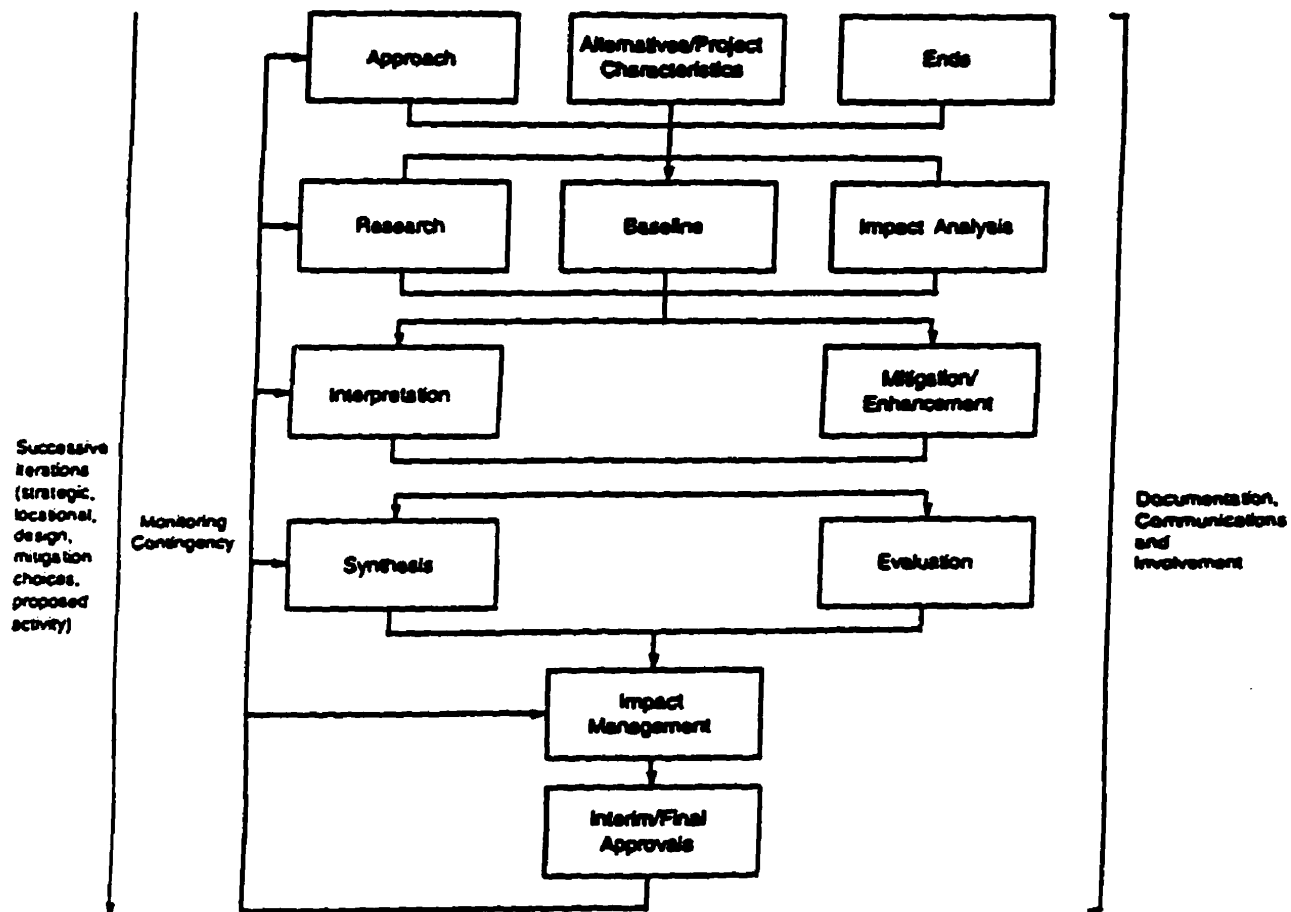 Approach
Alternatives/Project
Characteristics
Ends
Research
Baseline
Impact Analysis
Interpretation
Mitigation/
Enhancement
Successive
iterations
(strategic,
locational,
design,
mitigation
choices,
proposed
activity)
Monitoring
Contingency
Synthesis
Evaluation
Documentation,
Communications
and
Involvement
Impact
Management
Interim/Final
Approvals